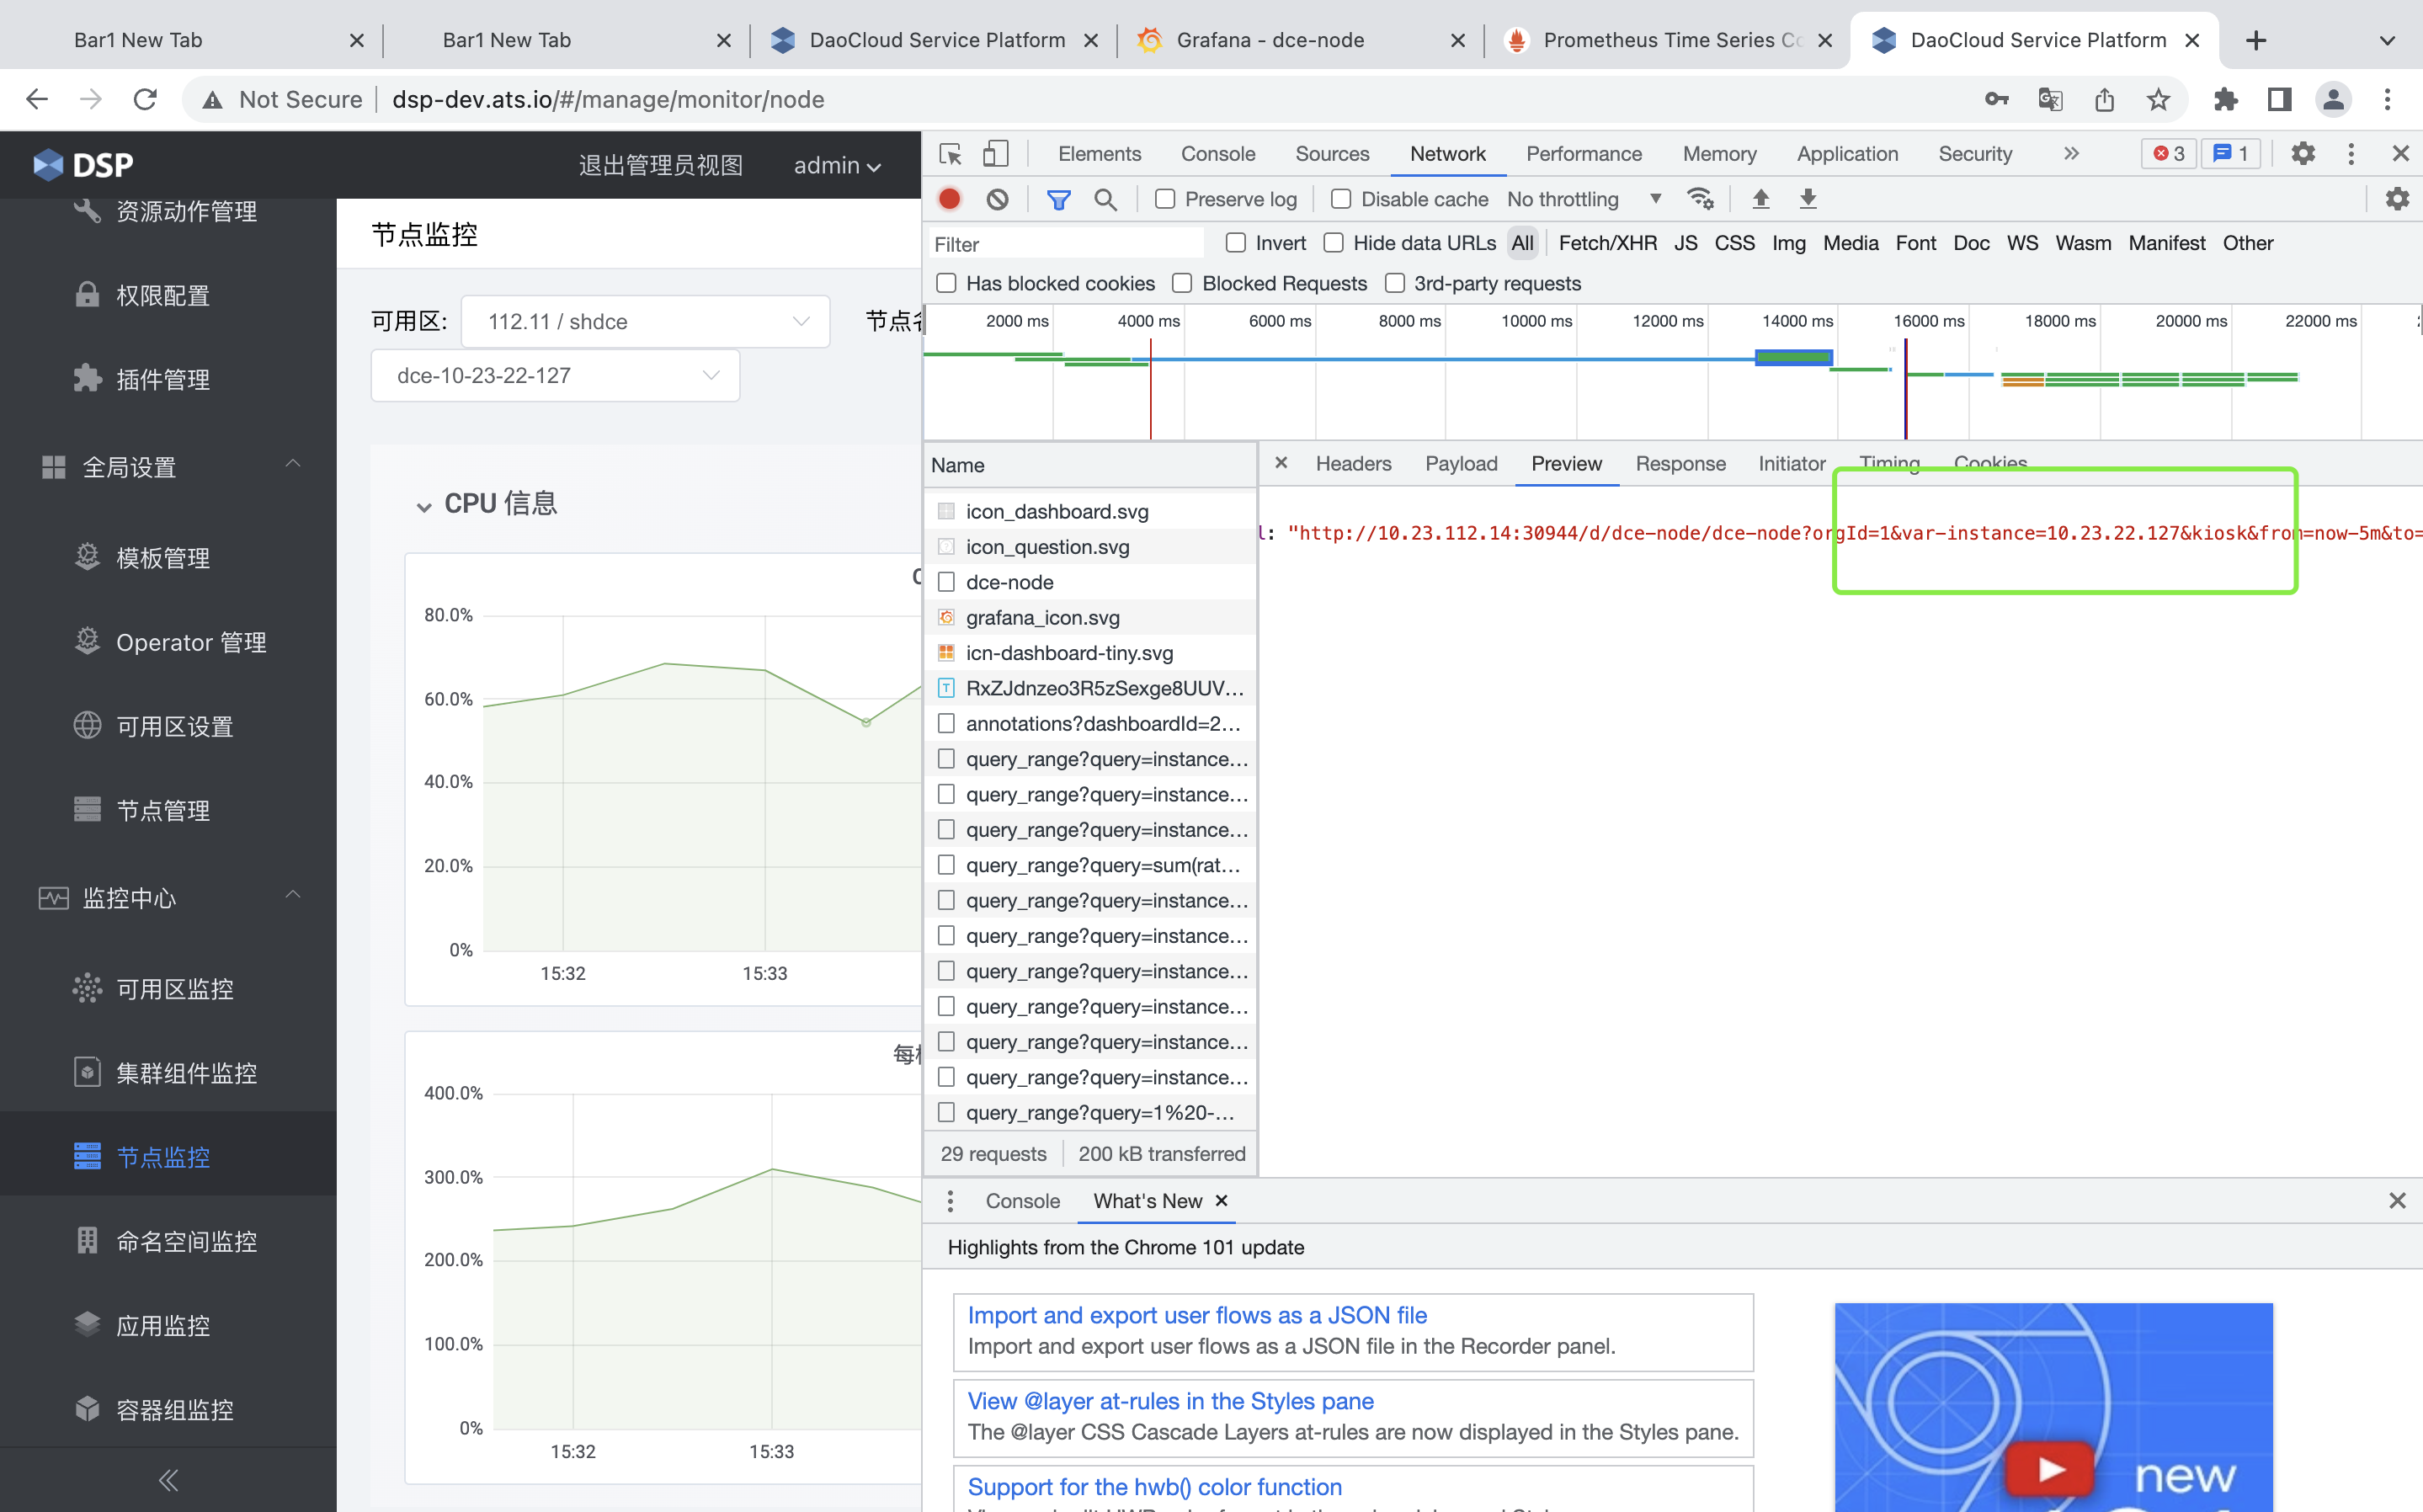 Bar1 New Tab
Bar1 New Tab
DaoCloud Service Platform
Grafana - dce-node
Prometheus Time Series Co
DaoCloud Service Platform
Not Secure
dsp-dev.ats.io/#/manage/monitor/node
DSP
退出管理员视图
admin
资源动作管理
权限配置
插件管理
全局设置
模板管理
Operator 管理
可用区设置
节点管理
监控中心
可用区监控
集群组件监控
节点监控
命名空间监控
应用监控
容器组监控
节点监控
可用区:
112.11 / shdce
节点名
dce-10-23-22-127
CPU 信息
80.0%
60.0%
40.0%
20.0%
0%
15:32
15:33
每
400.0%
300.0%
200.0%
100.0%
0%
15:32
15:33
Elements
Console
Sources
Network
Performance
Memory
Application
Security
3
1
Preserve log
Disable cache
No throttling
Filter
Invert
Hide data URLs
All
Fetch/XHR
JS
CSS
Img
Media
Font
Doc
WS
Wasm
Manifest
Other
Has blocked cookies
Blocked Requests
3rd-party requests
2000 ms
4000 ms
6000 ms
8000 ms
10000 ms
12000 ms
14000 ms
16000 ms
18000 ms
20000 ms
22000 ms
Name
icon_dashboard.svg
icon_question.svg
dce-node
grafana_icon.svg
icn-dashboard-tiny.svg
RxZJdnzeo3R5zSexge8UUV...
annotations?dashboardId=2...
query_range?query=instance...
query_range?query=instance...
query_range?query=instance...
query_range?query=sum(rat...
query_range?query=instance...
query_range?query=instance...
query_range?query=instance...
query_range?query=instance...
query_range?query=instance...
query_range?query=instance...
query_range?query=1%20-...
29 requests
200 kB transferred
Headers
Payload
Preview
Response
Initiator
Timing
Cookies
l: "http://10.23.112.14:30944/d/dce-node/dce-node?orgId=1&var-instance=10.23.22.127&kiosk&from=now-5m&to=
Console
What's New
Highlights from the Chrome 101 update
Import and export user flows as a JSON file
Import and export user flows as a JSON file in the Recorder panel.
View @layer at-rules in the Styles pane
The @layer CSS Cascade Layers at-rules are now displayed in the Styles pane.
Support for the hwb() color function
new